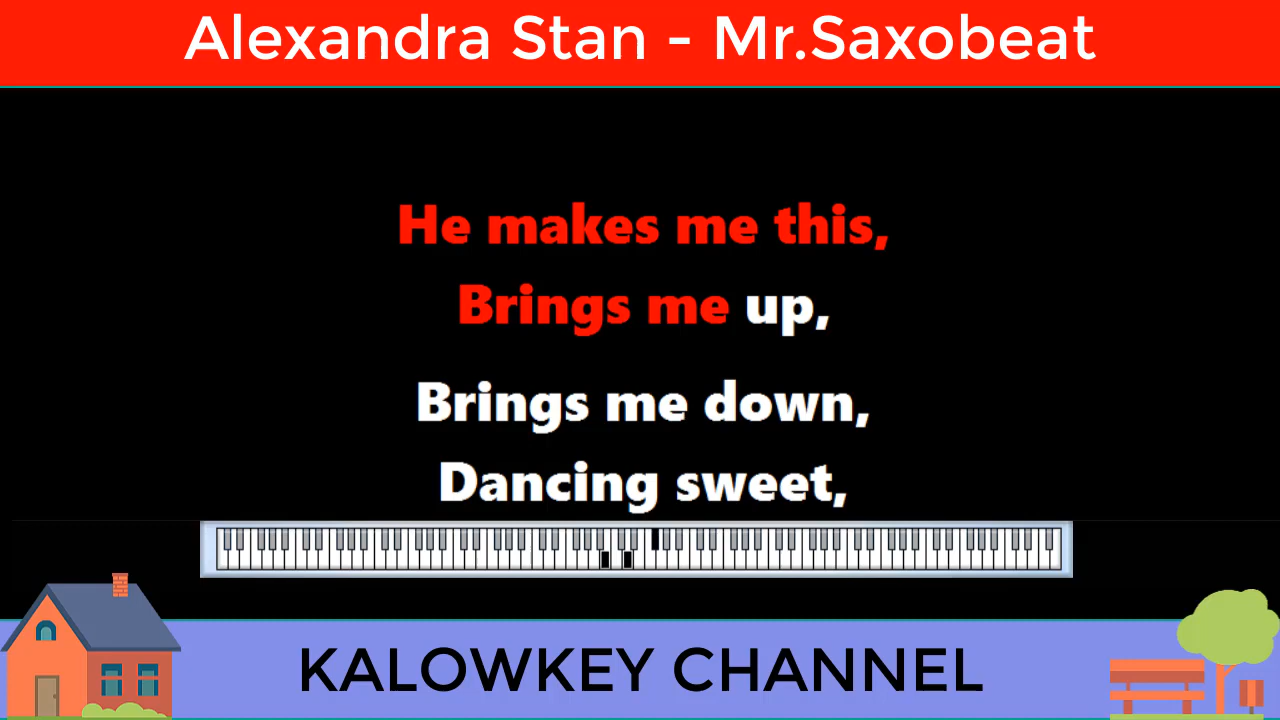 Alexandra Stan - Mr.Saxobeat
He makes me this,
Brings me up,
Brings me down,
Dancing sweet,
KALOWKEY CHANNEL